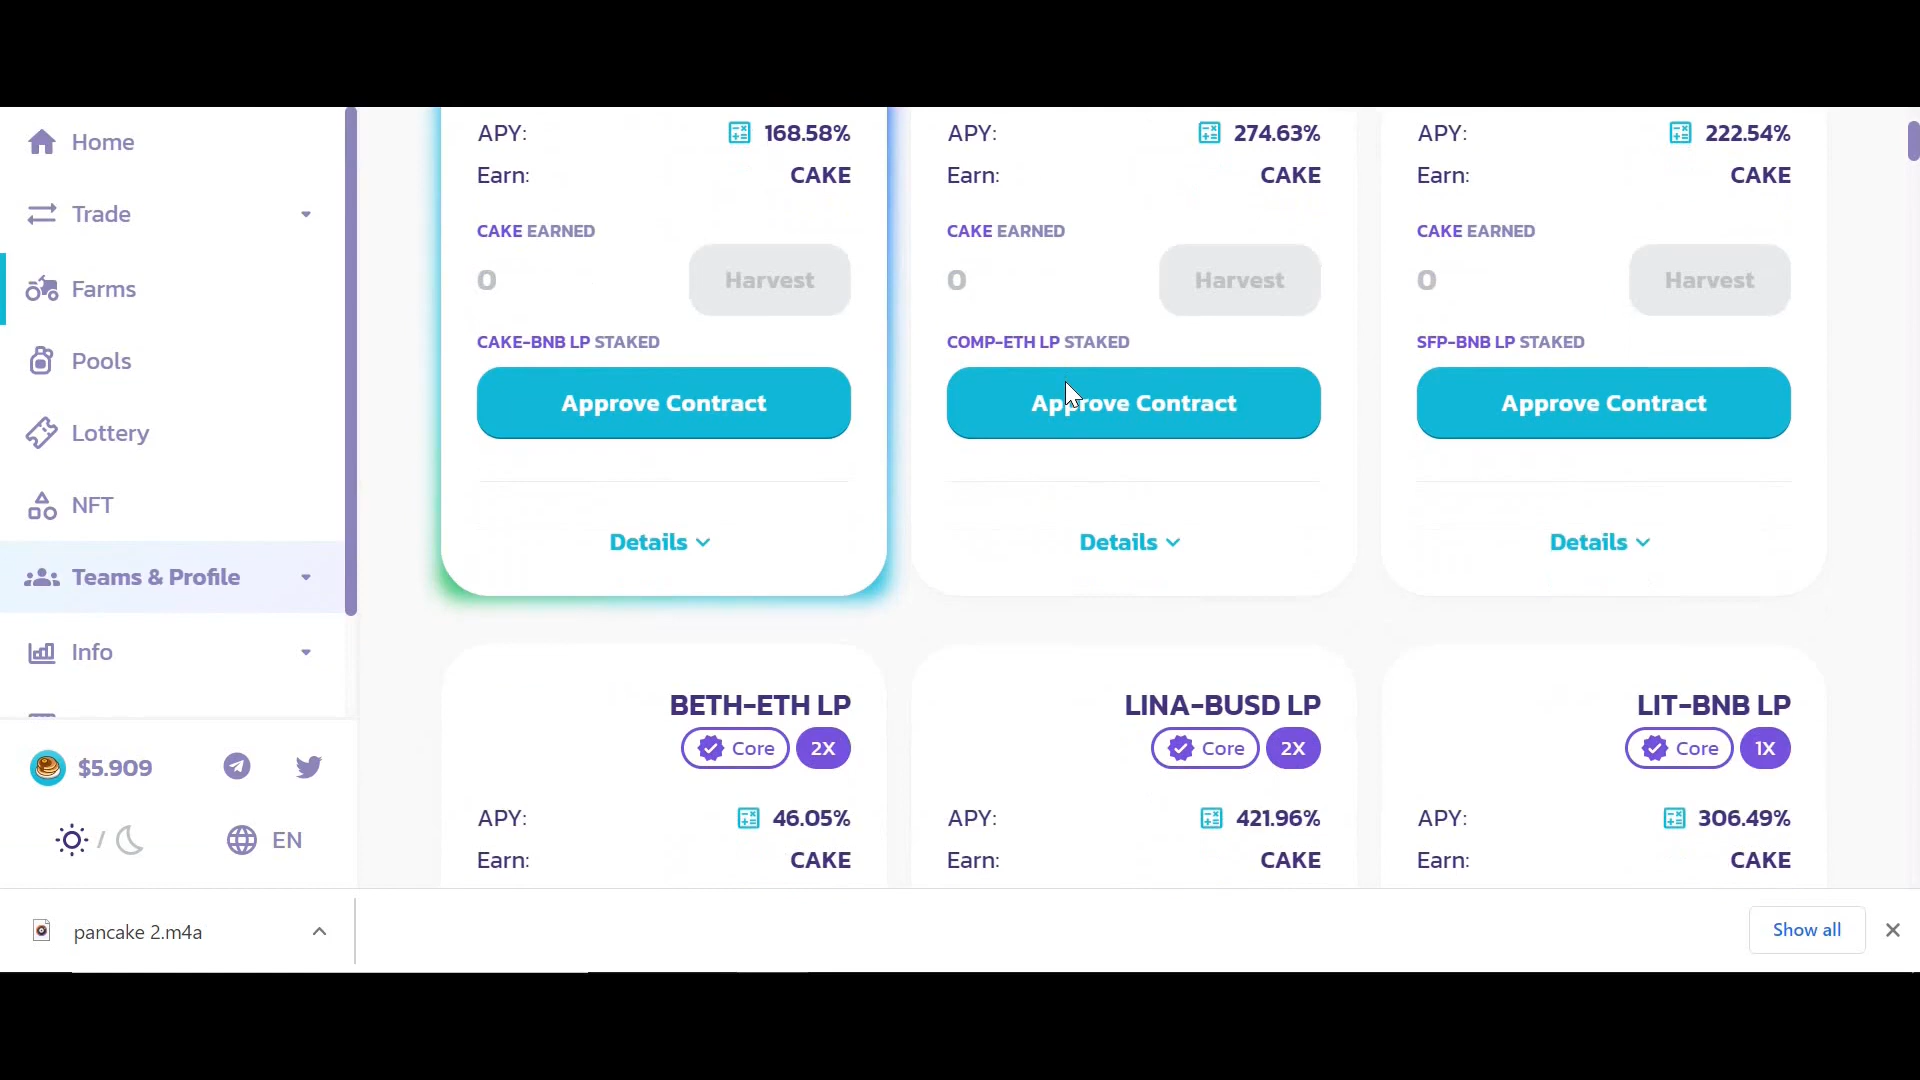 Home
Trade
Farms
Pools
Lottery
NFT
Teams & Profile
Info
$5.909
/
EN
APY: 168.58%
Earn: CAKE
CAKE EARNED
0 Harvest
CAKE-BNB LP STAKED
Approve Contract
Details
APY: 274.63%
Earn: CAKE
CAKE EARNED
0 Harvest
COMP-ETH LP STAKED
Approve Contract
Details
APY: 222.54%
Earn: CAKE
CAKE EARNED
0 Harvest
SFP-BNB LP STAKED
Approve Contract
Details
BETH-ETH LP
Core 2X
APY: 46.05%
Earn: CAKE
LINA-BUSD LP
Core 2X
APY: 421.96%
Earn: CAKE
LIT-BNB LP
Core 1X
APY: 306.49%
Earn: CAKE
pancake 2.m4a
Show all